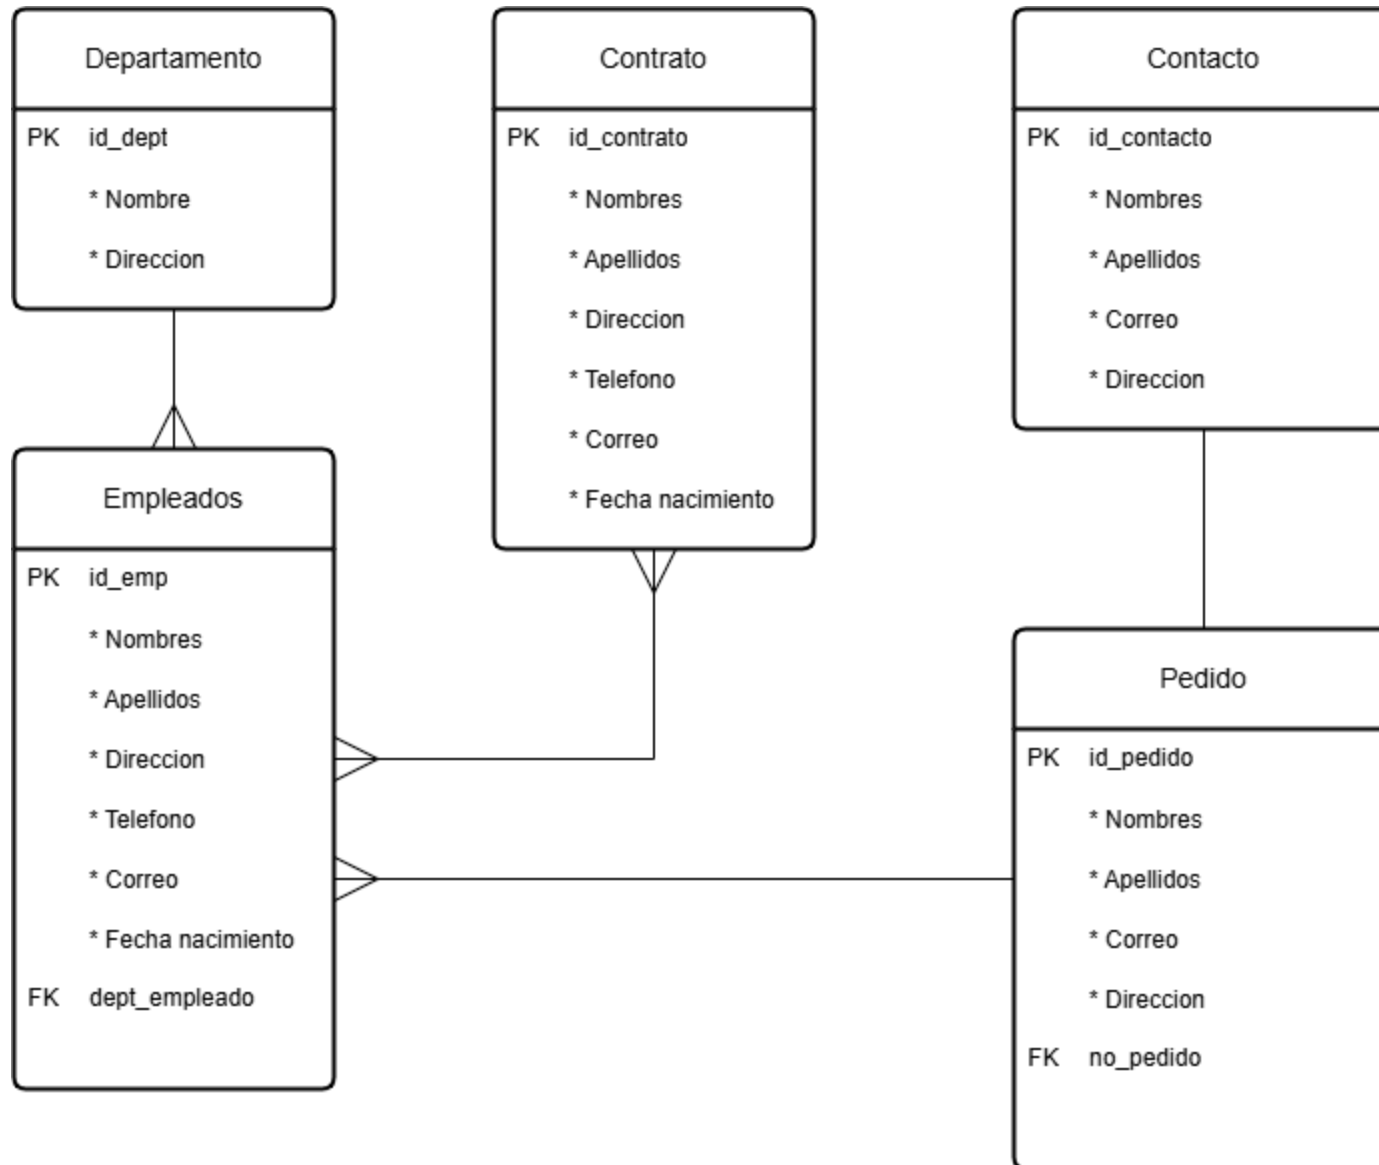 Departamento
PK id_dept
* Nombre
* Direccion
Contrato
PK id_contrato
* Nombres
* Apellidos
* Direccion
* Telefono
* Correo
* Fecha nacimiento
Contacto
PK id_contacto
* Nombres
* Apellidos
* Correo
* Direccion
Empleados
PK id_emp
* Nombres
* Apellidos
* Direccion
* Telefono
* Correo
* Fecha nacimiento
FK dept_empleado
Pedido
PK id_pedido
* Nombres
* Apellidos
* Correo
* Direccion
FK no_pedido